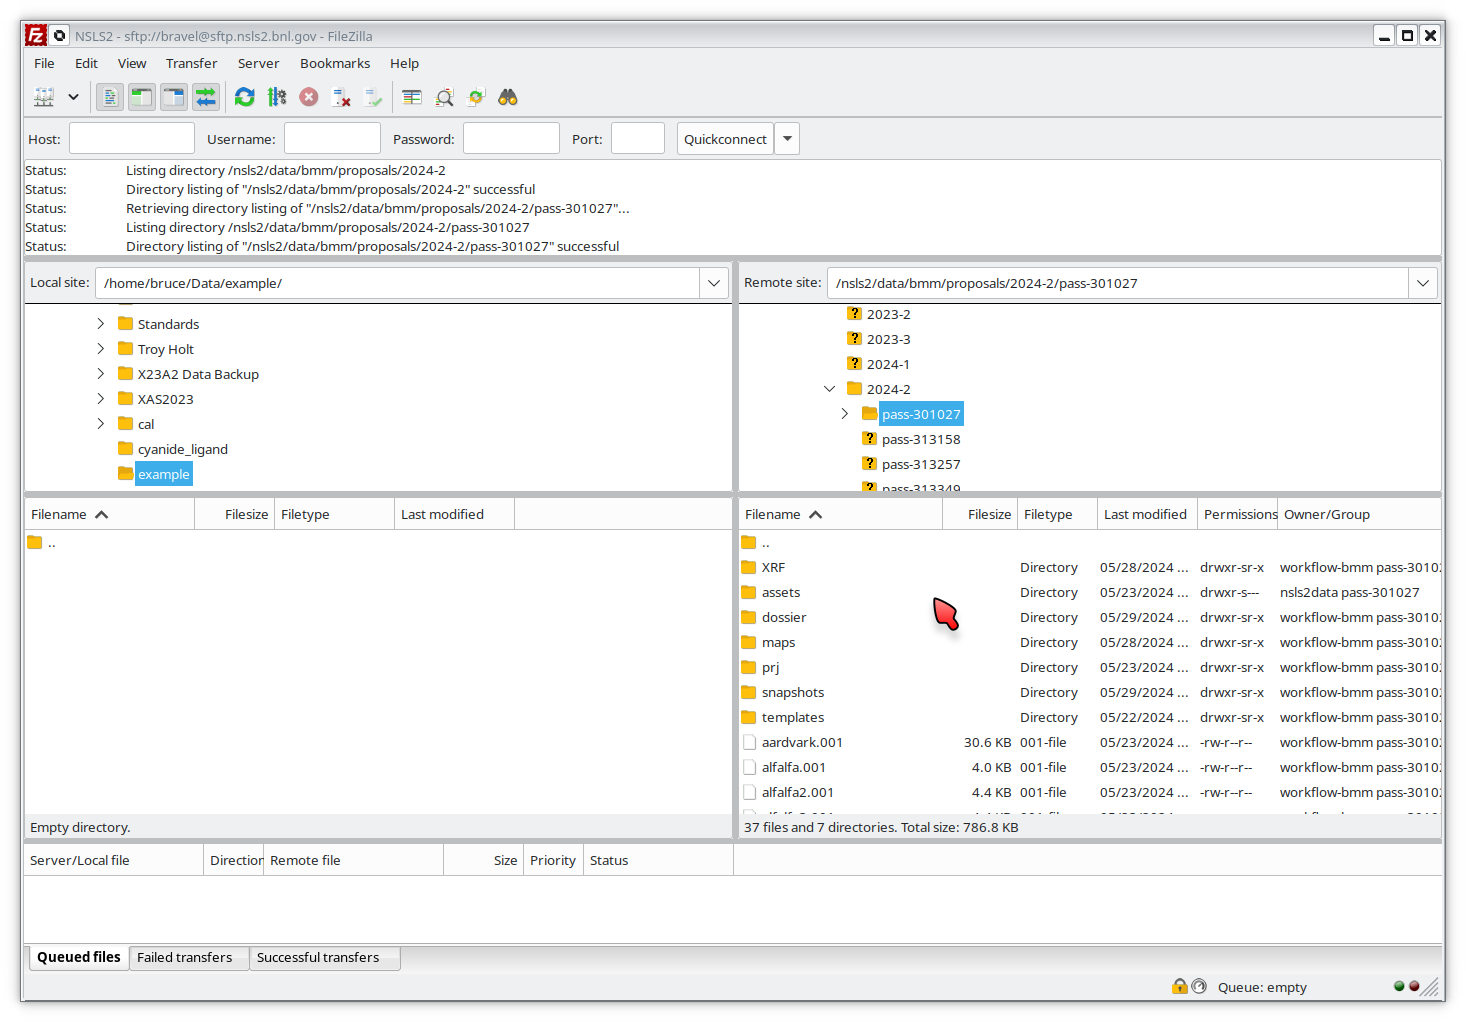 NSLS2 - sftp://bravel@sftp.nsls2.bnl.gov - FileZilla
File Edit View Transfer Server Bookmarks Help
Host: Username: Password: Port: Quickconnect
Status: Listing directory /nsls2/data/bmm/proposals/2024-2
Status: Directory listing of "/nsls2/data/bmm/proposals/2024-2" successful
Status: Retrieving directory listing of "/nsls2/data/bmm/proposals/2024-2/pass-301027"...
Status: Listing directory /nsls2/data/bmm/proposals/2024-2/pass-301027
Status: Directory listing of "/nsls2/data/bmm/proposals/2024-2/pass-301027" successful
Local site: /home/bruce/Data/example/
Standards
Troy Holt
X23A2 Data Backup
XAS2023
cal
cyanide_ligand
example
Remote site: /nsls2/data/bmm/proposals/2024-2/pass-301027
? 2023-2
? 2023-3
? 2024-1
2024-2
pass-301027
? pass-313158
? pass-313257
? pass-313349
Filename Filesize Filetype Last modified
..
Empty directory.
Filename Filesize Filetype Last modified Permissions Owner/Group
..
XRF Directory 05/28/2024 ... drwxr-sr-x workflow-bmm pass-3010
assets Directory 05/23/2024 ... drwxr-s--- nsls2data pass-301027
dossier Directory 05/29/2024 ... drwxr-sr-x workflow-bmm pass-3010
maps Directory 05/28/2024 ... drwxr-sr-x workflow-bmm pass-3010
prj Directory 05/23/2024 ... drwxr-sr-x workflow-bmm pass-3010
snapshots Directory 05/29/2024 ... drwxr-sr-x workflow-bmm pass-3010
templates Directory 05/22/2024 ... drwxr-sr-x workflow-bmm pass-3010
aardvark.001 30.6 KB 001-file 05/23/2024 ... -rw-r--r-- workflow-bmm pass-3010
alfalfa.001 4.0 KB 001-file 05/23/2024 ... -rw-r--r-- workflow-bmm pass-3010
alfalfa2.001 4.4 KB 001-file 05/23/2024 ... -rw-r--r-- workflow-bmm pass-3010
37 files and 7 directories. Total size: 786.8 KB
Server/Local file Direction Remote file Size Priority Status
Queued files Failed transfers Successful transfers
Queue: empty